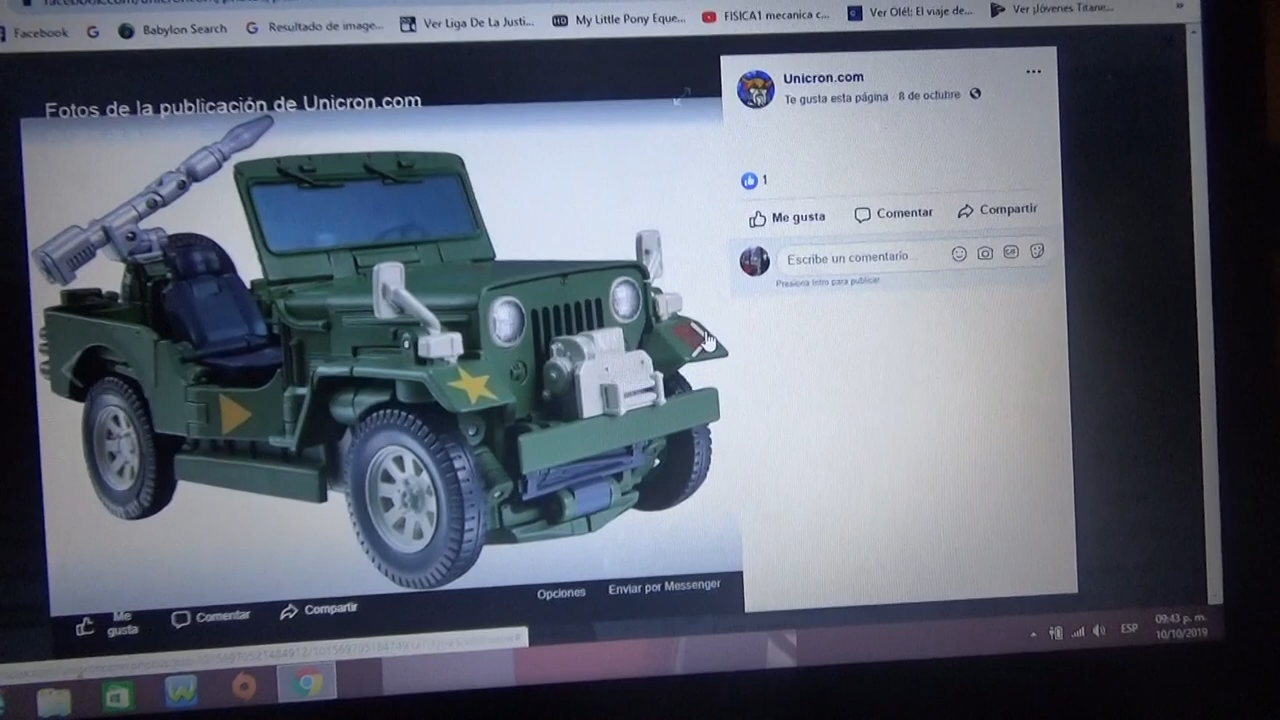 Facebook
Babylon Search
Resultado de image...
Ver Liga De La Justi...
HD My Little Pony Eque...
FISICA1 mecanica c...
Ver Olé!: El viaje de...
Ver ¡Jóvenes Titane...
»
Fotos de la publicación de Unicron.com
Unicron.com
Te gusta esta página · 8 de octubre
1
Me gusta
Comentar
Compartir
Escribe un comentario...
GIF
Presiona Intro para publicar.
Opciones
Enviar por Messenger
Me gusta
Comentar
Compartir
ESP
09:43 p. m.
10/10/2019